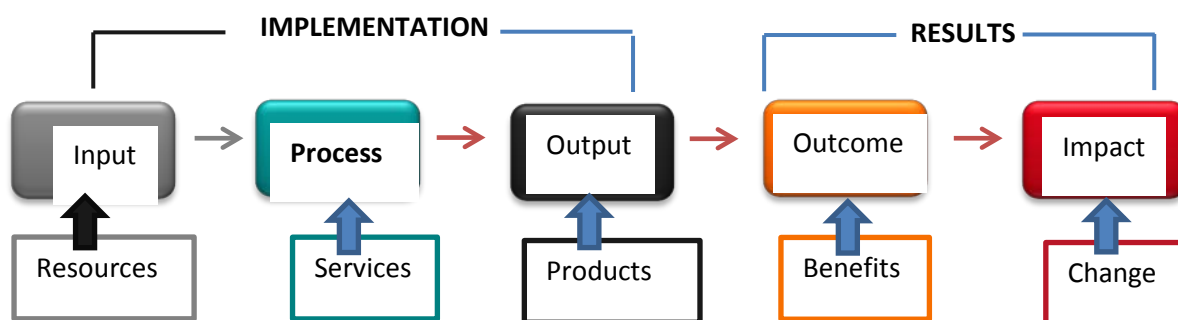 IMPLEMENTATION
RESULTS
Input
Process
Output
Outcome
Impact
Resources
Services
Products
Benefits
Change